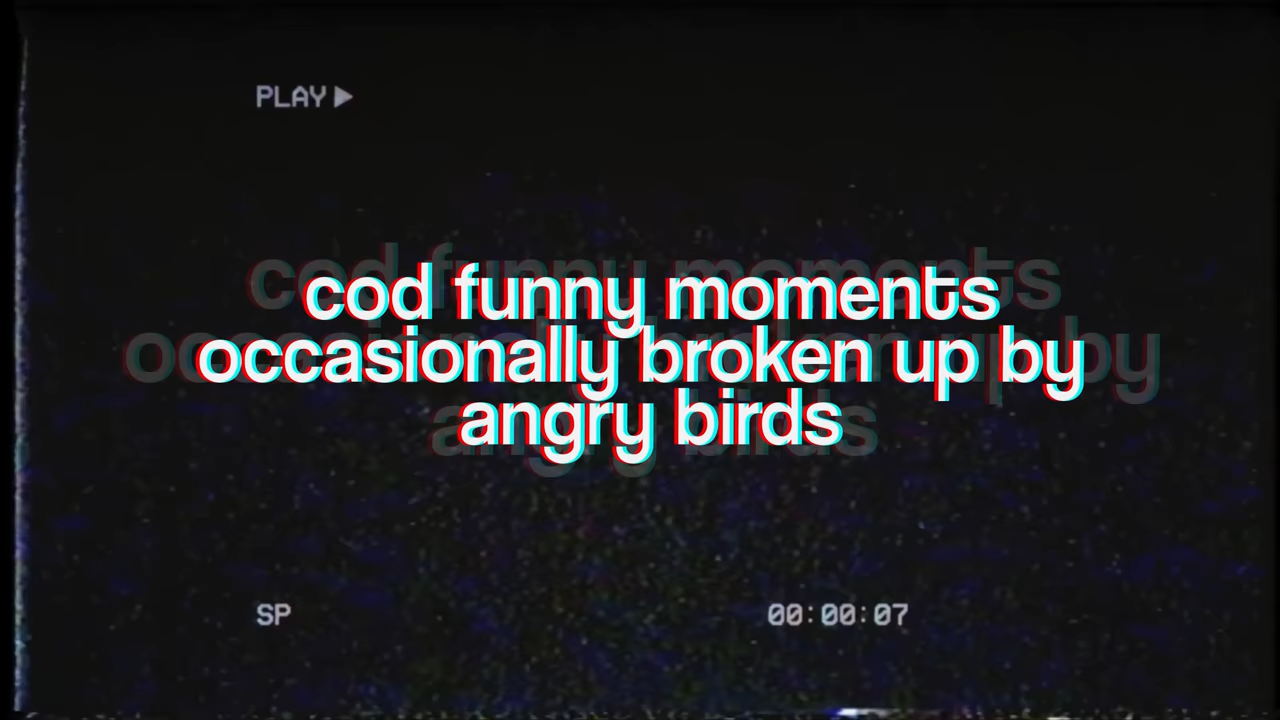 PLAY
cod funny moments
occasionally broken up by
angry birds
SP
00:00:07